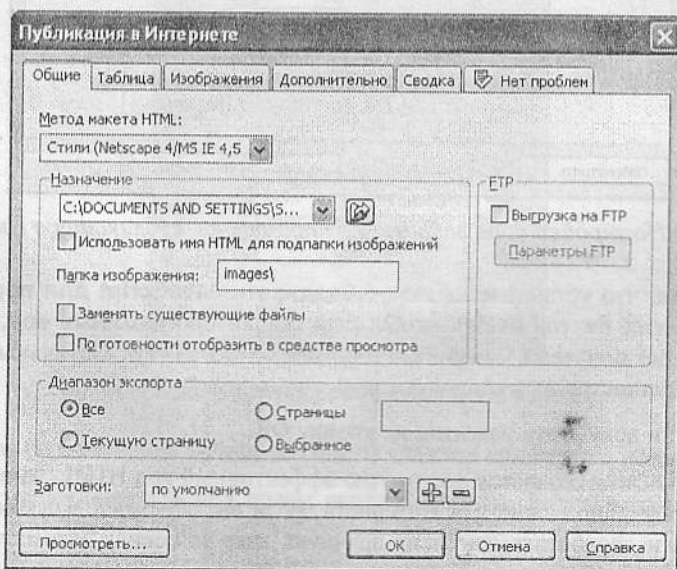 Публикация в Интернете
Общие Таблица Изображения Дополнительно Сводка Нет проблем
Метод макета HTML:
Стили (Netscape 4/MS IE 4,5
Назначение
C:\DOCUMENTS AND SETTINGS\S...
Использовать имя HTML для подпапки изображений
Папка изображения: images\
Заменять существующие файлы
По готовности отобразить в средства просмотра
FTP
Выгрузка на FTP
Параметры FTP
Диапазон экспорта
Все Страницы
Текущую страницу Выбранное
Заготовки: по умолчанию
Просмотреть... ОК Отмена Справка